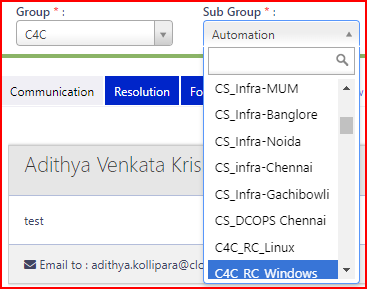 Group * :
Sub Group * :
C4C
Automation
Communication
Resolution
CS_Infra-MUM
CS_Infra-Banglore
CS_Infra-Noida
CS_infra-Chennai
CS_Infra-Gachibowli
CS_DCOPS Chennai
C4C_RC_Linux
C4C_RC_Windows
Adithya Venkata Kris
test
Email to : adithya.kollipara@clo